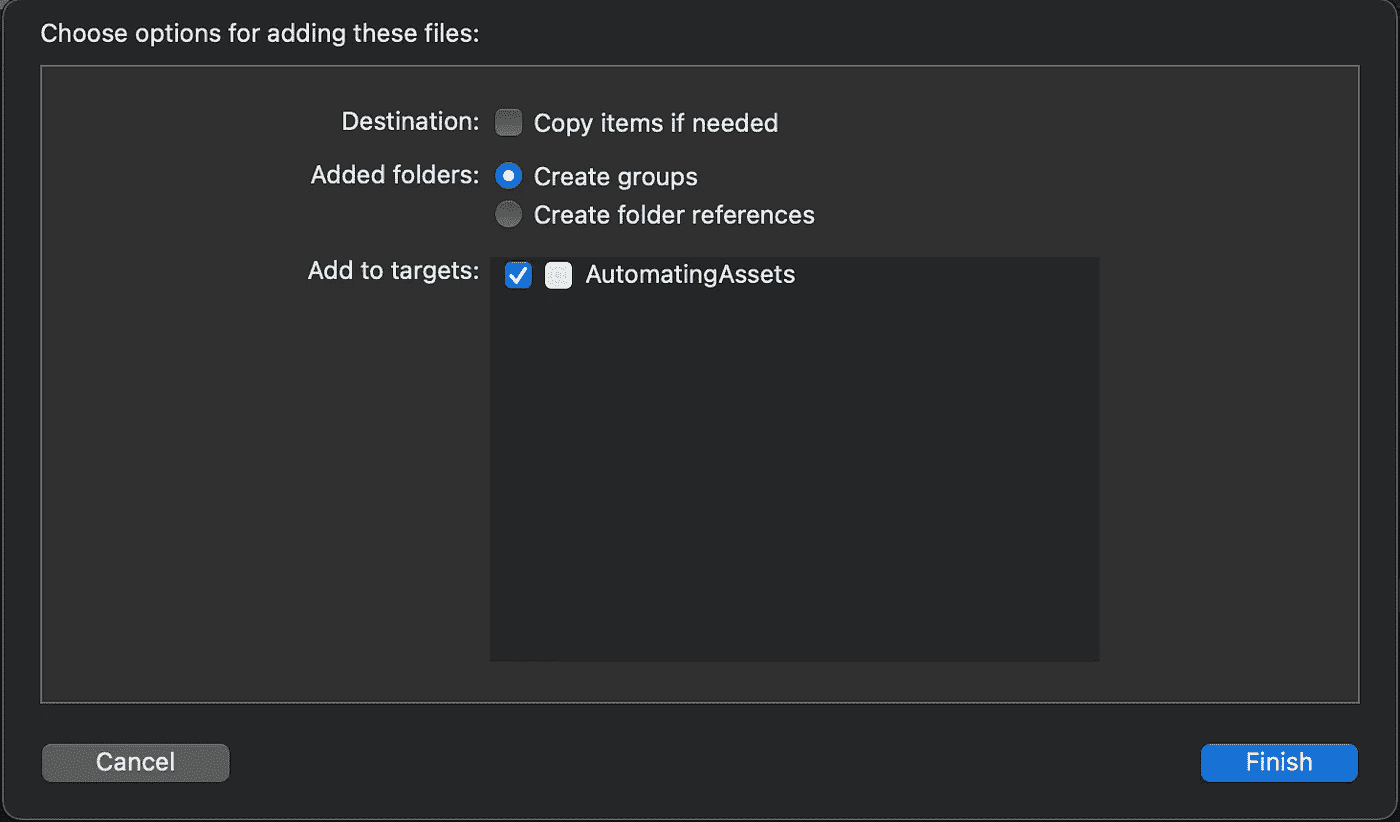 Choose options for adding these files:
Destination: Copy items if needed
Added folders: Create groups
Create folder references
Add to targets: AutomatingAssets
Cancel Finish